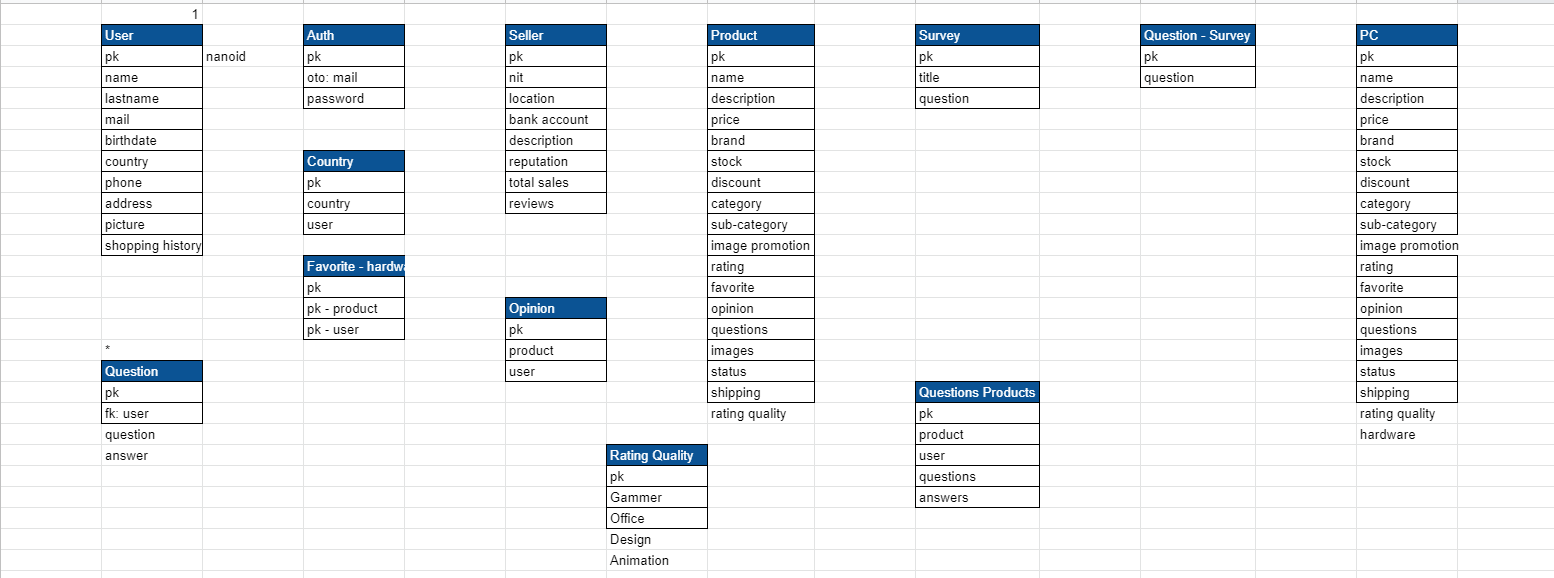 1
User
pk
nanoid
name
lastname
mail
birthdate
country
phone
address
picture
shopping history
*
Question
pk
fk: user
question
answer
Auth
pk
oto: mail
password
Country
pk
country
user
Favorite - hardwa
pk
pk - product
pk - user
Seller
pk
nit
location
bank account
description
reputation
total sales
reviews
Opinion
pk
product
user
Rating Quality
pk
Gammer
Office
Design
Animation
Product
pk
name
description
price
brand
stock
discount
category
sub-category
image promotion
rating
favorite
opinion
questions
images
status
shipping
rating quality
Survey
pk
title
question
Questions Products
pk
product
user
questions
answers
Question - Survey
pk
question
PC
pk
name
description
price
brand
stock
discount
category
sub-category
image promotion
rating
favorite
opinion
questions
images
status
shipping
rating quality
hardware